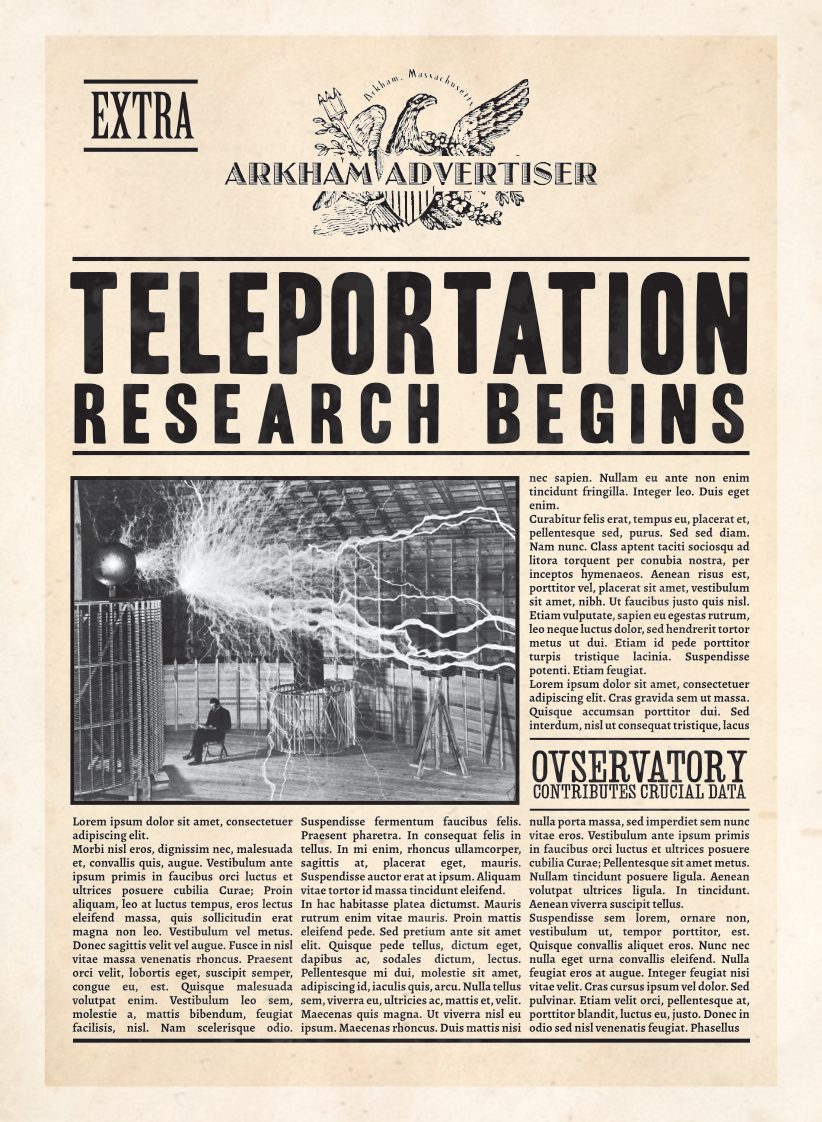 EXTRA
Arkham, Massachusetts
ARKHAM ADVERTISER
TELEPORTATION
RESEARCH BEGINS
Lorem ipsum dolor sit amet, consectetuer
adipiscing elit.
Morbi nisl eros, dignissim nec, malesuada
et, convallis quis, augue. Vestibulum ante
ipsum primis in faucibus orci luctus et
ultrices posuere cubilia Curae; Proin
aliquam, leo at luctus tempus, eros lectus
eleifend massa, quis sollicitudin erat
magna non leo. Vestibulum vel metus.
Donec sagittis velit vel augue. Fusce in nisl
vitae massa venenatis rhoncus. Praesent
orci velit, lobortis eget, suscipit semper,
congue eu, est. Quisque malesuada
volutpat enim. Vestibulum leo sem,
molestie a, mattis bibendum, feugiat
facilisis, nisl. Nam scelerisque odio.
Suspendisse fermentum faucibus felis.
Praesent pharetra. In consequat felis in
tellus. In mi enim, rhoncus ullamcorper,
sagittis at, placerat eget, mauris.
Suspendisse auctor erat at ipsum. Aliquam
vitae tortor id massa tincidunt eleifend.
In hac habitasse platea dictumst. Mauris
rutrum enim vitae mauris. Proin mattis
eleifend pede. Sed pretium ante sit amet
elit. Quisque pede tellus, dictum eget,
dapibus ac, sodales dictum, lectus.
Pellentesque mi dui, molestie sit amet,
adipiscing id, iaculis quis, arcu. Nulla tellus
sem, viverra eu, ultricies ac, mattis et, velit.
Maecenas quis magna. Ut viverra nisl eu
ipsum. Maecenas rhoncus. Duis mattis nisi
nec sapien. Nullam eu ante non enim
tincidunt fringilla. Integer leo. Duis eget
enim.
Curabitur felis erat, tempus eu, placerat et,
pellentesque sed, purus. Sed sed diam.
Nam nunc. Class aptent taciti sociosqu ad
litora torquent per conubia nostra, per
inceptos hymenaeos. Aenean risus est,
porttitor vel, placerat sit amet, vestibulum
sit amet, nibh. Ut faucibus justo quis nisl.
Etiam vulputate, sapien eu egestas rutrum,
leo neque luctus dolor, sed hendrerit tortor
metus ut dui. Etiam id pede porttitor
turpis tristique lacinia. Suspendisse
potenti. Etiam feugiat.
Lorem ipsum dolor sit amet, consectetuer
adipiscing elit. Cras gravida sem ut massa.
Quisque accumsan porttitor dui. Sed
interdum, nisl ut consequat tristique, lacus
OVSERVATORY
CONTRIBUTES CRUCIAL DATA
nulla porta massa, sed imperdiet sem nunc
vitae eros. Vestibulum ante ipsum primis
in faucibus orci luctus et ultrices posuere
cubilia Curae; Pellentesque sit amet metus.
Nullam tincidunt posuere ligula. Aenean
volutpat ultrices ligula. In tincidunt.
Aenean viverra suscipit tellus.
Suspendisse sem lorem, ornare non,
vestibulum ut, tempor porttitor, est.
Quisque convallis aliquet eros. Nunc nec
nulla eget urna convallis eleifend. Nulla
feugiat eros at augue. Integer feugiat nisi
vitae velit. Cras cursus ipsum vel dolor. Sed
pulvinar. Etiam velit orci, pellentesque at,
porttitor blandit, luctus eu, justo. Donec in
odio sed nisl venenatis feugiat. Phasellus